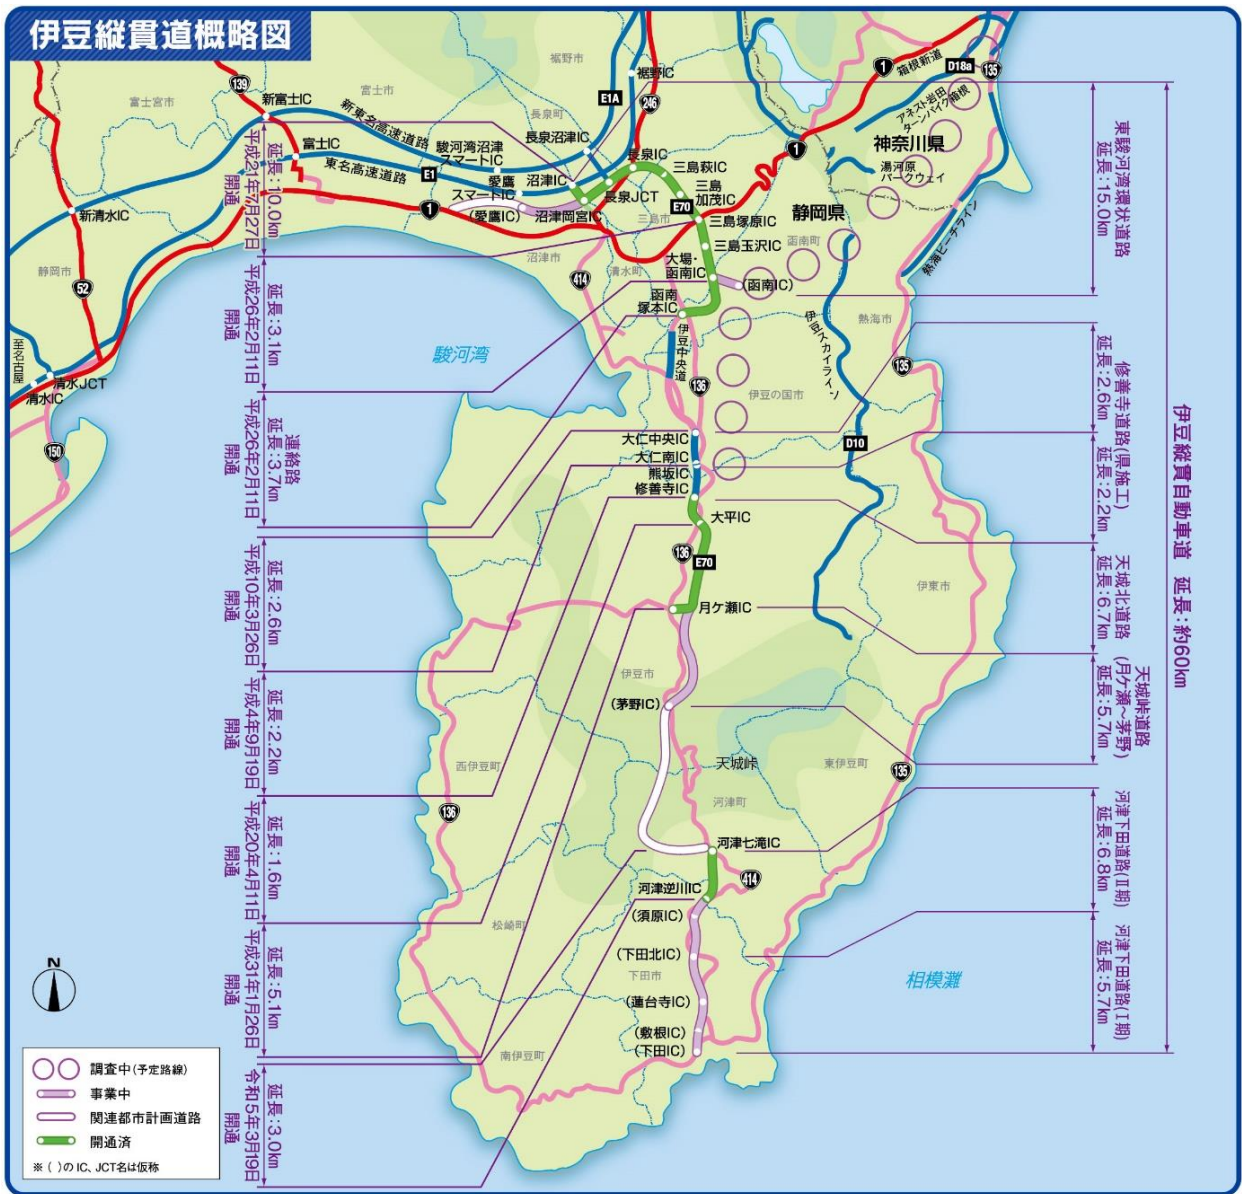 伊豆縦貫道概略図
裾野市
裾野IC
139
富士宮市
富士市
新富士IC
新東名高速道路
長泉町
E1A
246
1
箱根新道
D18a
135
アネスト岩田
ターンパイク箱根
神奈川県
湯河原
パークウェイ
静岡県
函南町
熱海ビーチライン
富士IC
東名高速道路
E1
駿河湾沼津
スマートIC
長泉沼津IC
長泉IC
三島萩IC
三島
加茂IC
1
愛鷹
スマートIC
沼津IC
長泉JCT
E70
(愛鷹IC)
沼津岡宮IC
三島市
三島塚原IC
三島玉沢IC
1
新清水IC
静岡市
52
沼津市
414
清水町
大場・
函南IC
(函南IC)
函南
塚本IC
伊豆中央道
伊豆スカイライン
熱海市
135
至名古屋
清水JCT
清水IC
150
駿河湾
136
伊豆の国市
D10
大仁中央IC
大仁南IC
熊坂IC
修善寺IC
大平IC
136
E70
伊東市
月ケ瀬IC
伊豆市
(茅野IC)
天城峠
東伊豆町
135
西伊豆町
河津町
136
河津七滝IC
河津逆川IC
414
(須原IC)
松崎町
(下田北IC)
下田市
(蓮台寺IC)
相模灘
(敷根IC)
(下田IC)
南伊豆町
延長:10.0km
平成21年7月27日
開通
延長:3.1km
平成26年2月11日
開通
連絡路
延長:3.7km
平成26年2月11日
開通
延長:2.6km
平成10年3月26日
開通
延長:2.2km
平成4年9月19日
開通
延長:1.6km
平成20年4月11日
開通
延長:5.1km
平成31年1月26日
開通
延長:3.0km
令和5年3月19日
開通
東駿河湾環状道路
延長:15.0km
修善寺道路(県施工)
延長:2.6km
延長:2.2km
天城北道路
延長:6.7km
天城峠道路
(月ケ瀬～茅野)
延長:5.7km
河津下田道路(Ⅱ期)
延長:6.8km
河津下田道路(Ⅰ期)
延長:5.7km
伊豆縦貫自動車道 延長:約60km
N
調査中(予定路線)
事業中
関連都市計画道路
開通済
※( )のIC、JCT名は仮称